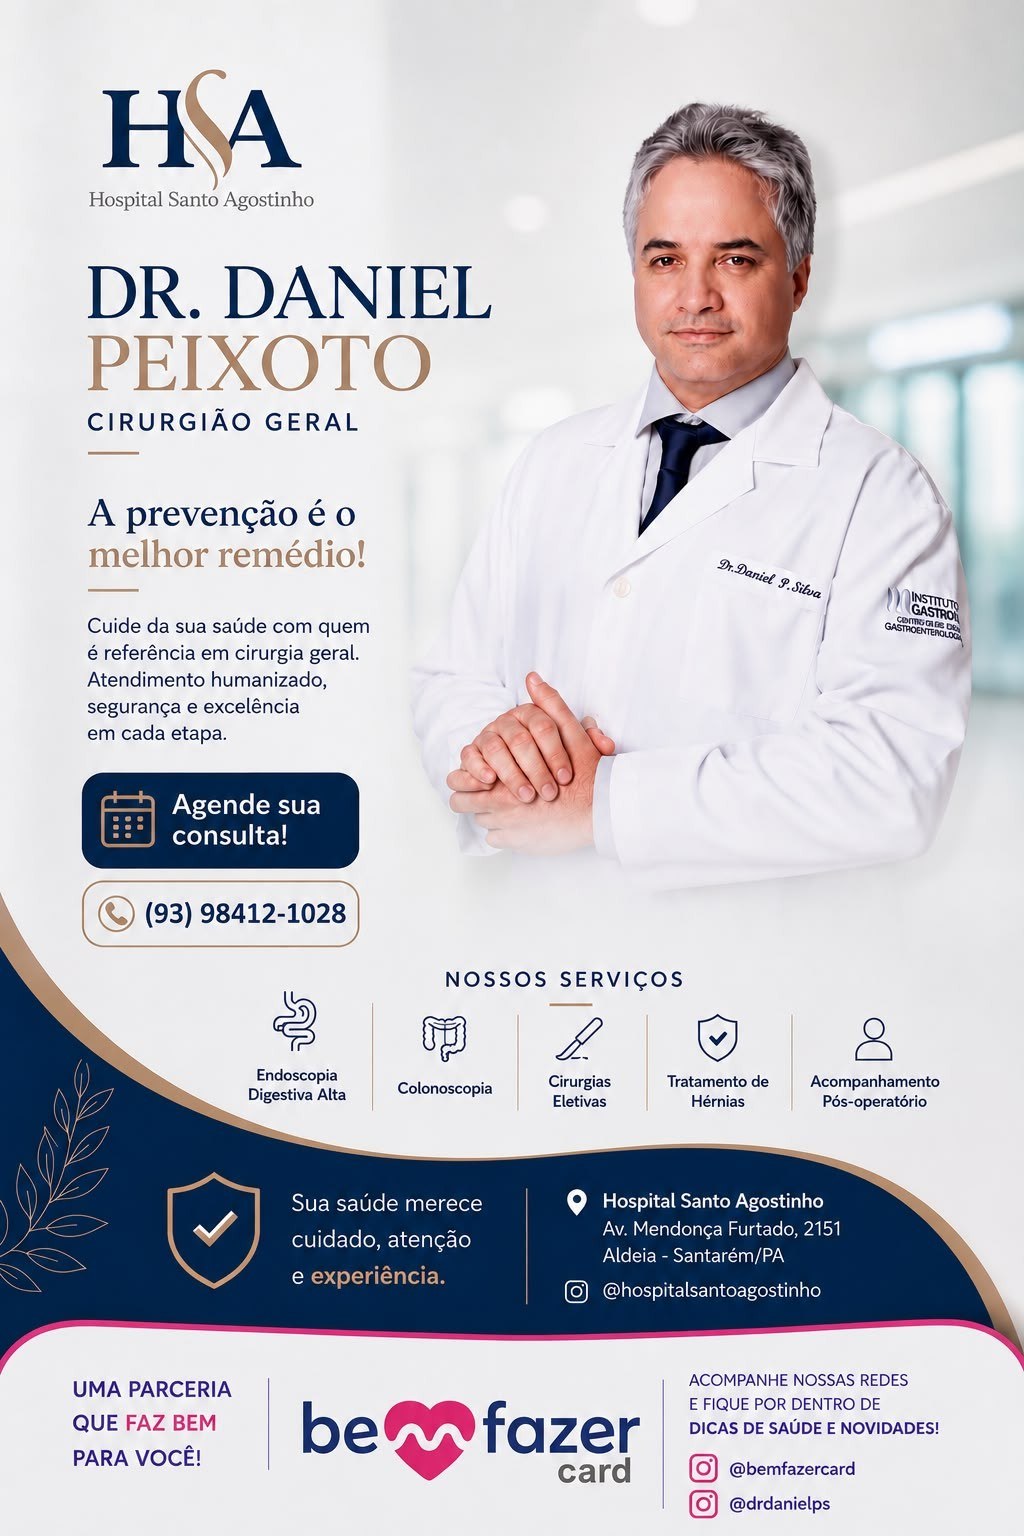 HSA
Hospital Santo Agostinho
DR. DANIEL
PEIXOTO
CIRURGIÃO GERAL
A prevenção é o
melhor remédio!
Cuide da sua saúde com quem
é referência em cirurgia geral.
Atendimento humanizado,
segurança e excelência
em cada etapa.
Agende sua
consulta!
(93) 98412-1028
Dr.Daniel P.Silva
INSTITUTO
GASTROENTEROLOGIA
NOSSOS SERVIÇOS
Endoscopia
Digestiva Alta
Colonoscopia
Cirurgias
Eletivas
Tratamento de
Hérnias
Acompanhamento
Pós-operatório
Sua saúde merece
cuidado, atenção
e experiência.
Hospital Santo Agostinho
Av. Mendonça Furtado, 2151
Aldeia - Santarém/PA
@hospitalsantoagostinho
UMA PARCERIA
QUE FAZ BEM
PARA VOCÊ!
bem fazer
card
ACOMPANHE NOSSAS REDES
E FIQUE POR DENTRO DE
DICAS DE SAÚDE E NOVIDADES!
@bemfazercard
@drdanielps